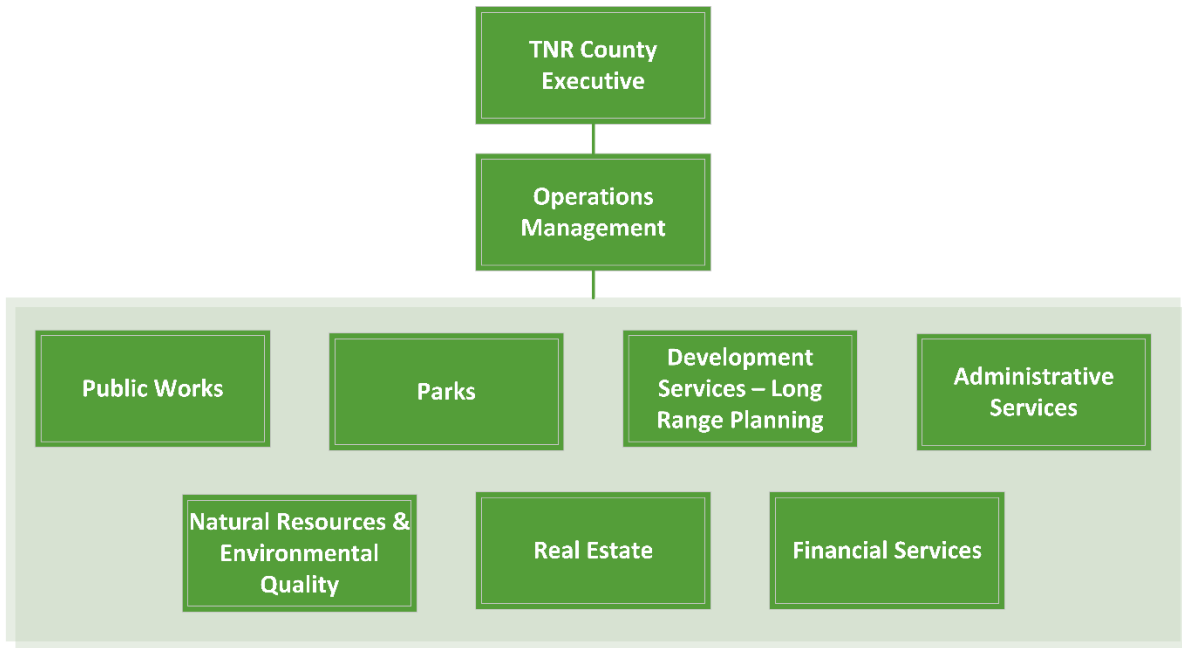 TNR County
Executive
Operations
Management
Public Works
Parks
Development
Services – Long
Range Planning
Administrative
Services
Natural Resources &
Environmental
Quality
Real Estate
Financial Services